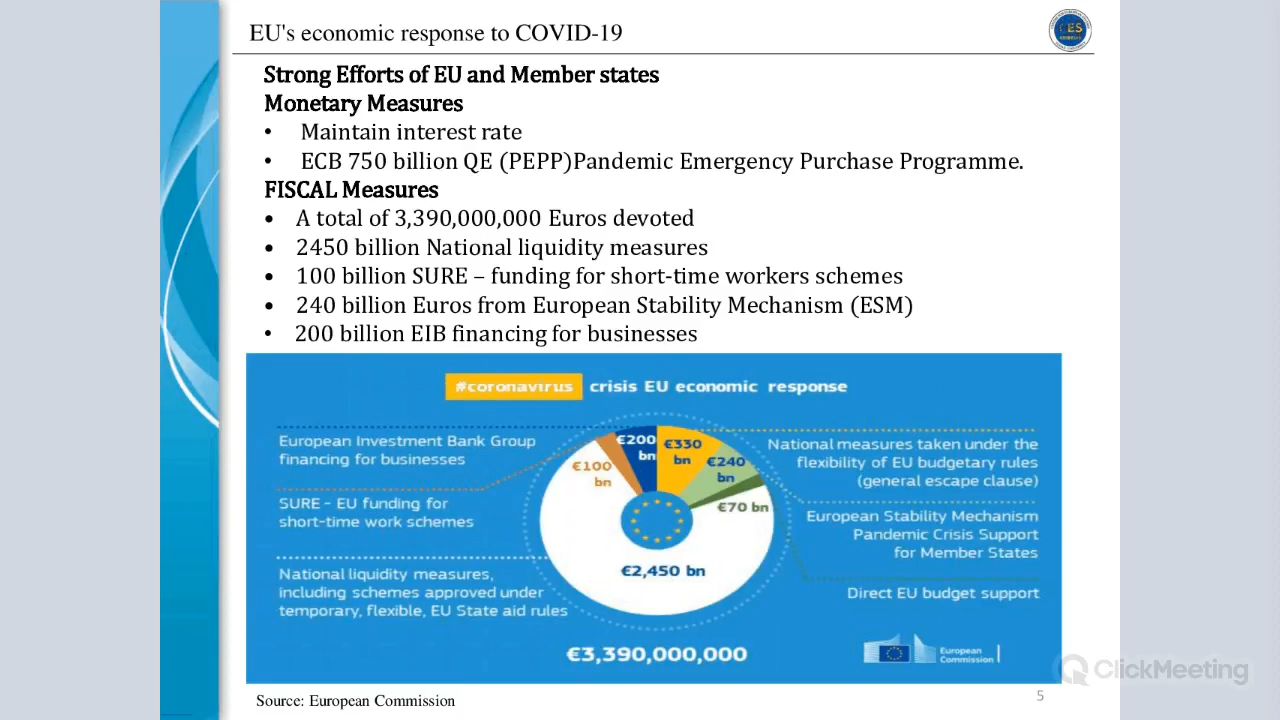 EU's economic response to COVID-19
CES
Strong Efforts of EU and Member states
Monetary Measures
• Maintain interest rate
• ECB 750 billion QE (PEPP)Pandemic Emergency Purchase Programme.
FISCAL Measures
• A total of 3,390,000,000 Euros devoted
• 2450 billion National liquidity measures
• 100 billion SURE – funding for short-time workers schemes
• 240 billion Euros from European Stability Mechanism (ESM)
• 200 billion EIB financing for businesses
#coronavirus crisis EU economic response
European Investment Bank Group
financing for businesses
SURE – EU funding for
short-time work schemes
National liquidity measures,
including schemes approved under
temporary, flexible, EU State aid rules
€100
bn
€200
bn
€330
bn
€240
bn
€70 bn
€2,450 bn
National measures taken under the
flexibility of EU budgetary rules
(general escape clause)
European Stability Mechanism
Pandemic Crisis Support
for Member States
Direct EU budget support
€3,390,000,000
European
Commission
ClickMeeting
Source: European Commission
5